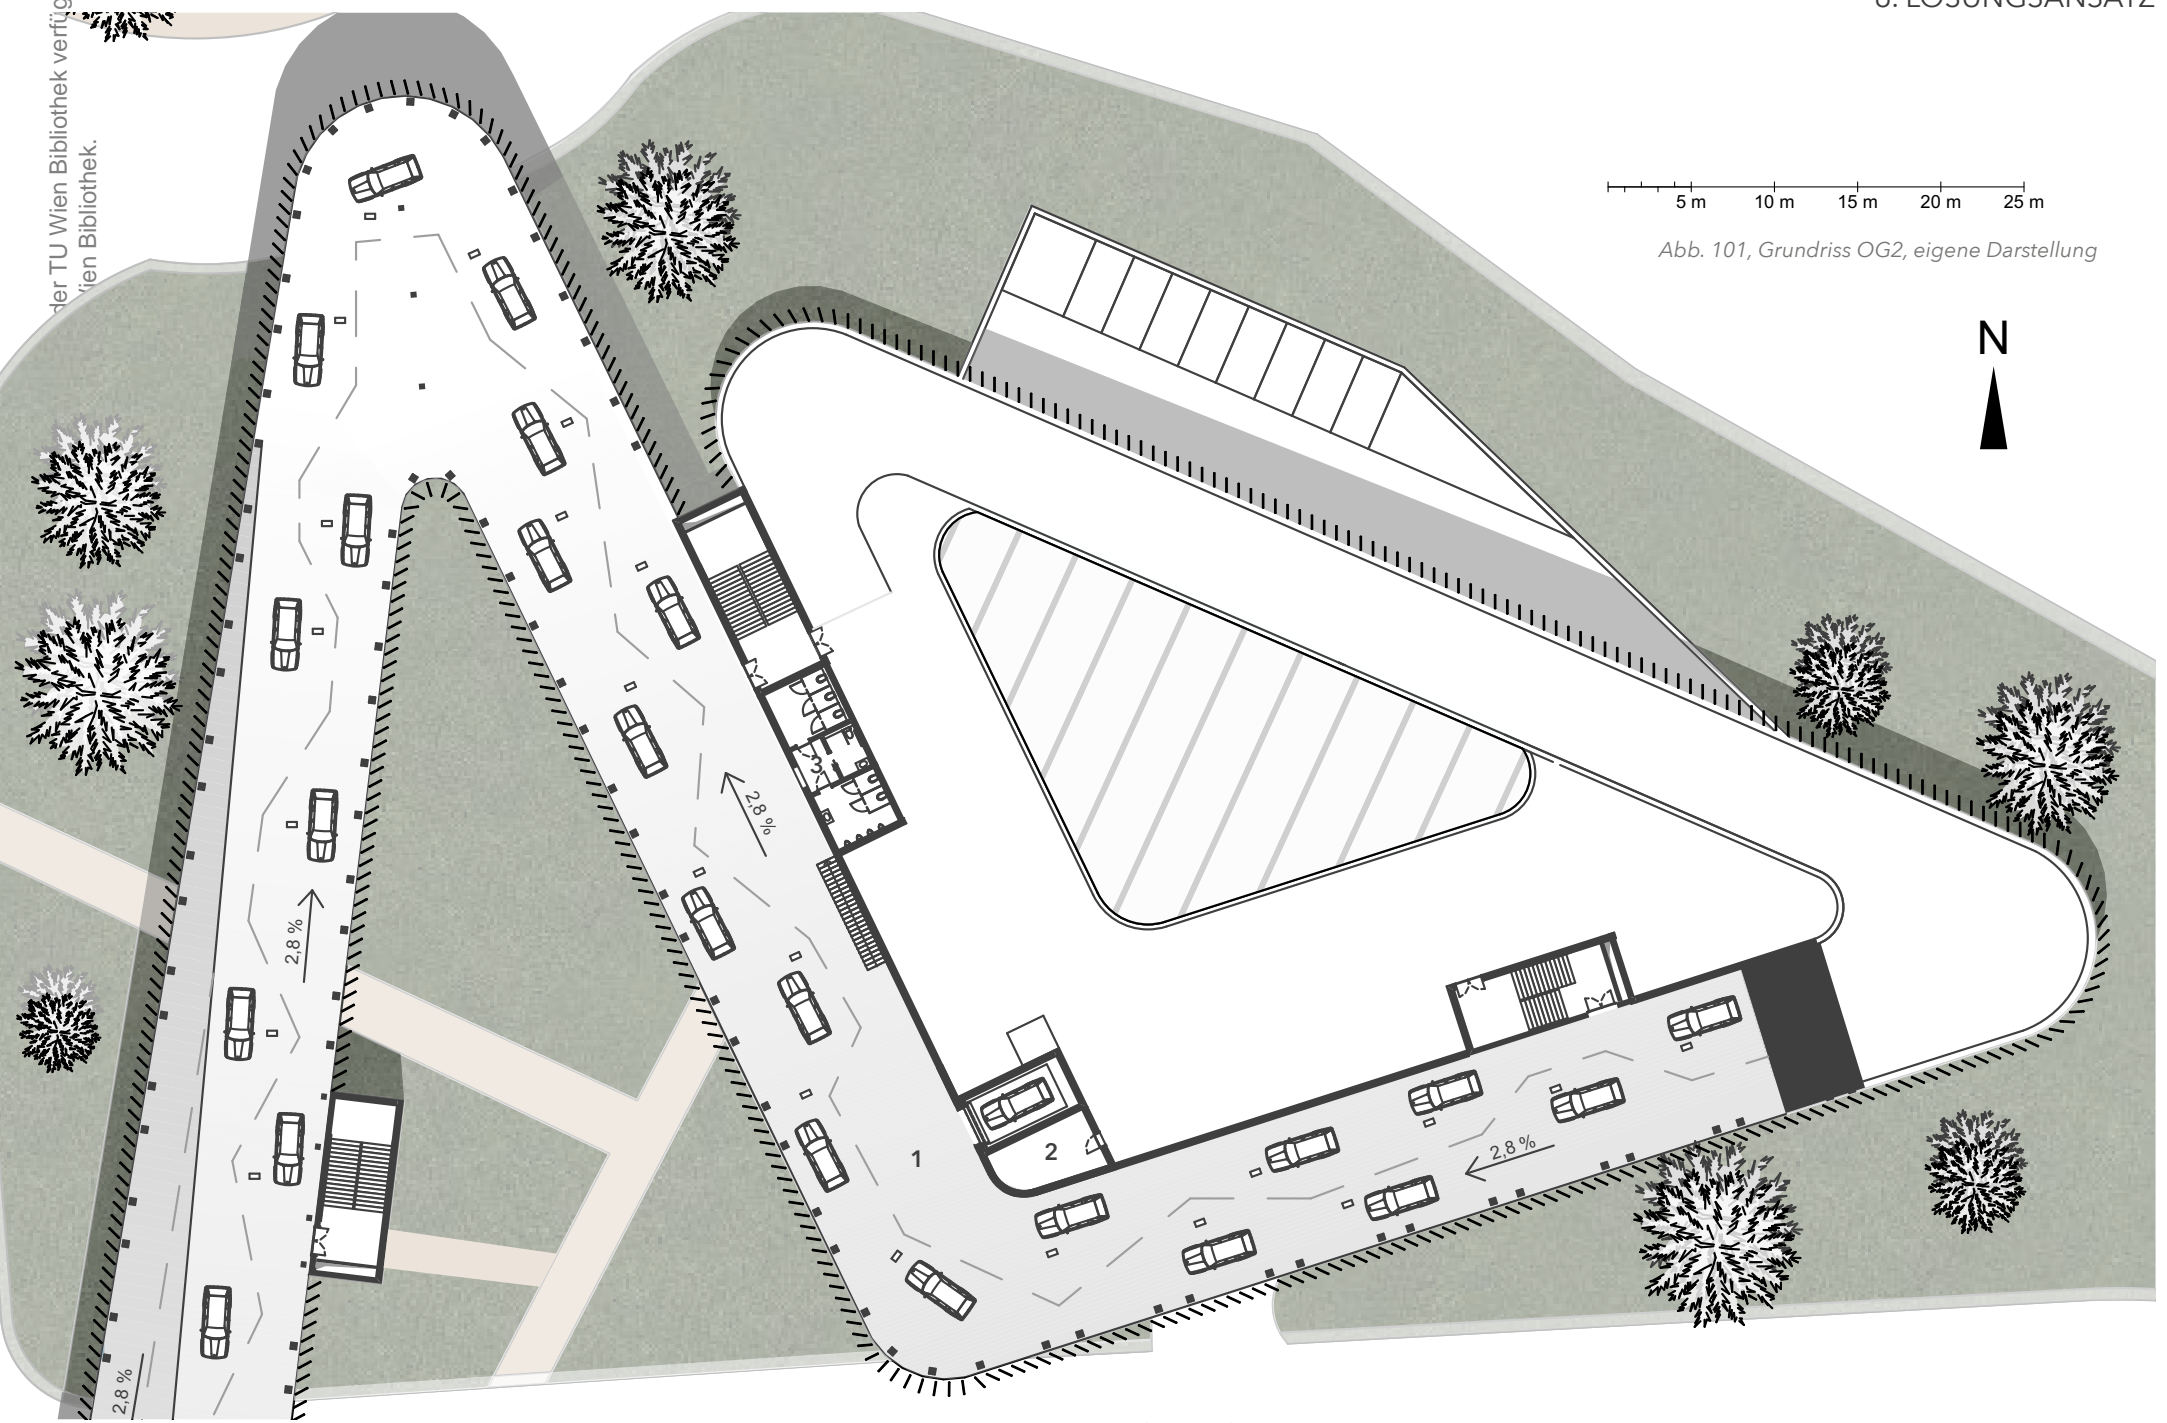 6. LÖSUNGSANSATZ
der TU Wien Bibliothek verfüg
Wien Bibliothek.
5 m 10 m 15 m 20 m 25 m
Abb. 101, Grundriss OG2, eigene Darstellung
N
3
2,8 %
2,8 %
2,8 %
1
2
2,8 %